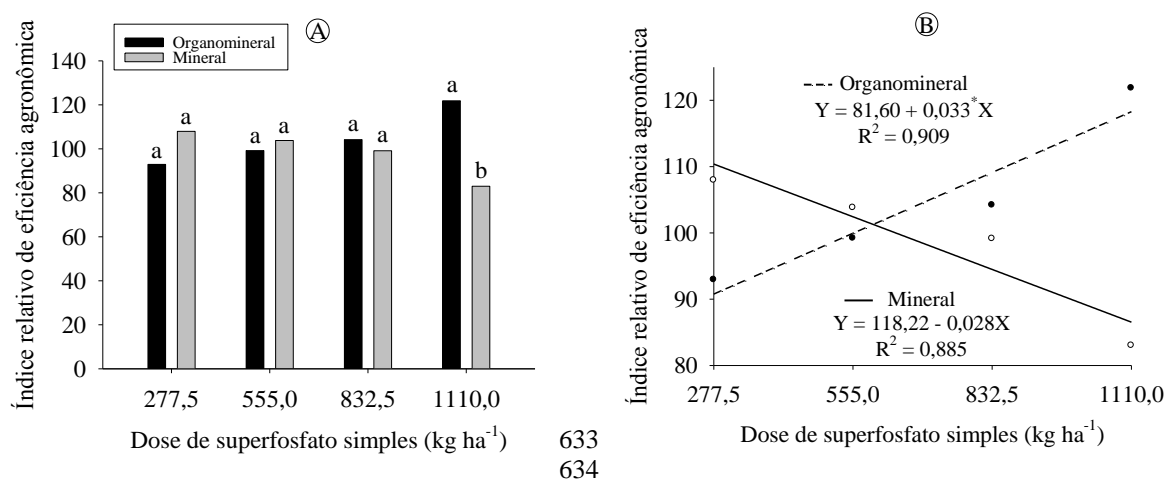 Ⓐ
Índice relativo de eficiência agronômica
Organomineral
Mineral
140
120
100
80
60
40
20
0
a a
a a
a a
a b
277,5 555,0 832,5 1110,0
Dose de superfosfato simples (kg ha⁻¹)
633
634
Ⓑ
Índice relativo de eficiência agronômica
120
110
100
90
80
Organomineral
Y = 81,60 + 0,033*X
R² = 0,909
Mineral
Y = 118,22 - 0,028X
R² = 0,885
277,5 555,0 832,5 1110,0
Dose de superfosfato simples (kg ha⁻¹)